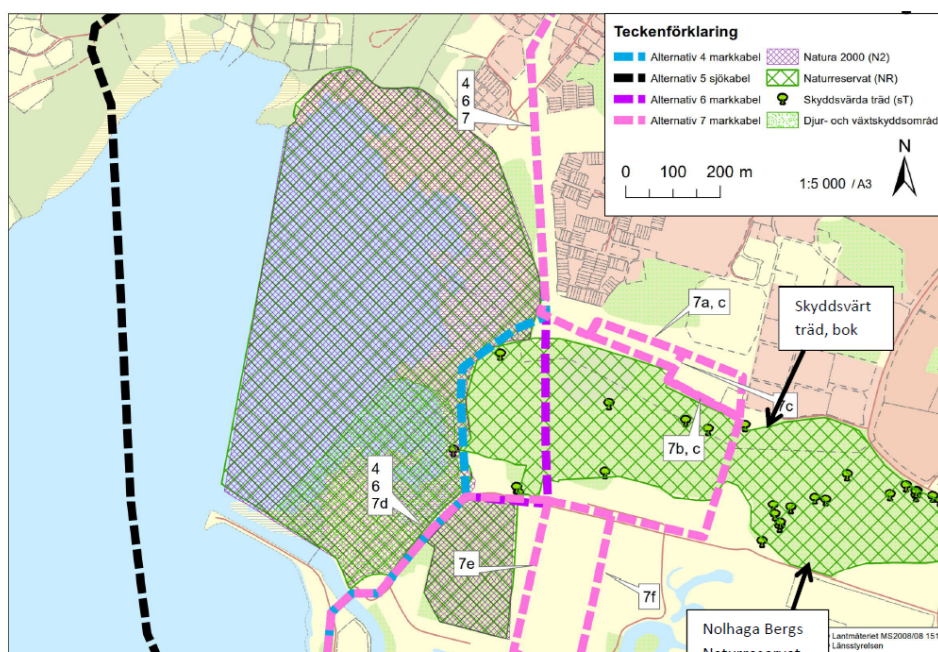 Teckenförklaring
Alternativ 4 markkabel
Alternativ 5 sjökabel
Alternativ 6 markkabel
Alternativ 7 markkabel
Natura 2000 (N2)
Naturreservat (NR)
Skyddsvärda träd (sT)
Djur- och växtskyddsområd
0 100 200 m
1:5 000 / A3
N
4
6
7
7a, c
Skyddsvärt
träd, bok
7c
7b, c
4
6
7d
7e
7f
Nolhaga Bergs
Naturreservat
Lantmäteriet MS2008/08 151
Länsstyrelsen